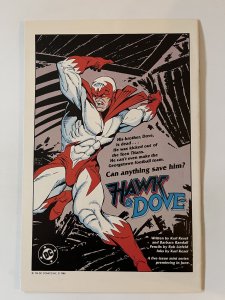 His brother, Dove,
is dead . . .
He was kicked out of
the Teen Titans.
He can't even make the
Georgetown football team.
Can anything save him?
HAWK
& DOVE
Written by Karl Kesel
and Barbara Randall
Pencils by Rob Liefeld
Inks by Karl Kesel
A five-issue mini series
premiering in June.
DC